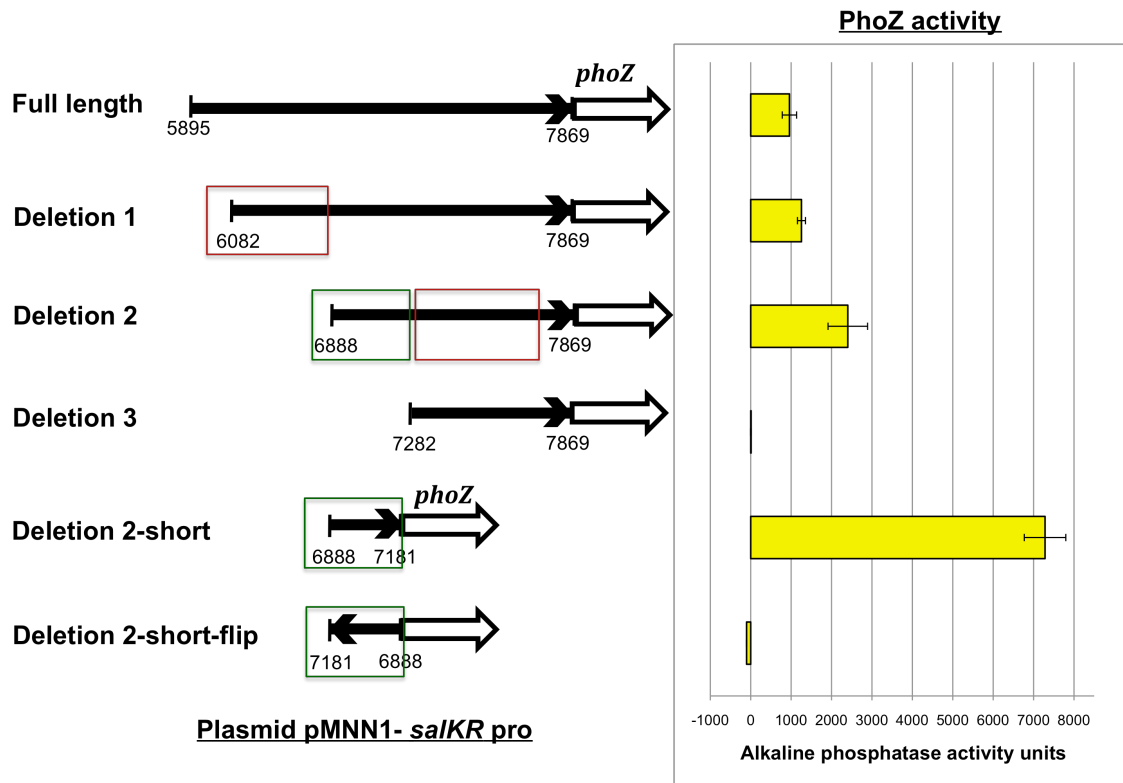 PhoZ activity
phoZ
Full length
5895
7869
Deletion 1
6082
7869
Deletion 2
6888
7869
Deletion 3
7282
7869
phoZ
Deletion 2-short
6888
7181
Deletion 2-short-flip
7181
6888
-1000 0 1000 2000 3000 4000 5000 6000 7000 8000
Plasmid pMNN1- salKR pro
Alkaline phosphatase activity units